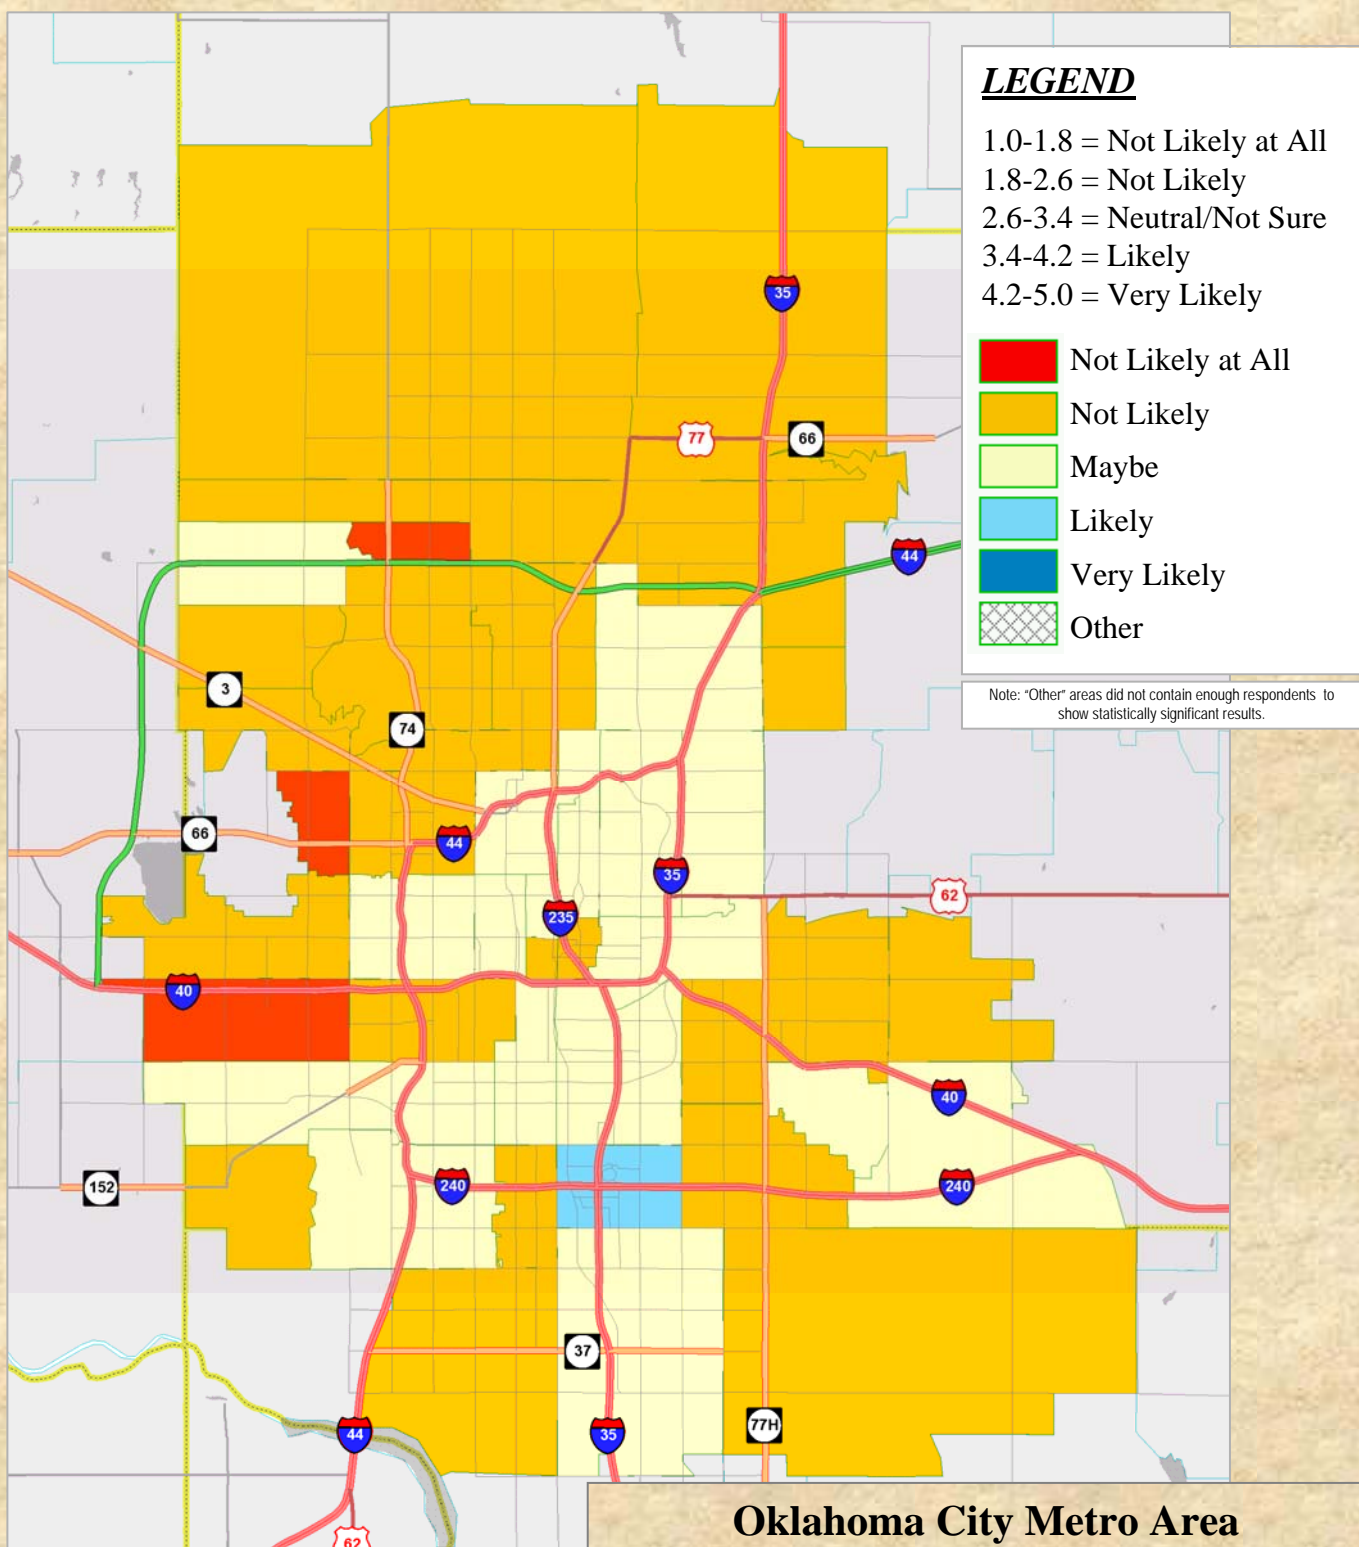 LEGEND
1.0-1.8 = Not Likely at All
1.8-2.6 = Not Likely
2.6-3.4 = Neutral/Not Sure
3.4-4.2 = Likely
4.2-5.0 = Very Likely
Not Likely at All
Not Likely
Maybe
Likely
Very Likely
Other
Note: "Other" areas did not contain enough respondents to
show statistically significant results.
35
77
66
44
3
74
66
44
35
62
235
40
40
152
240
240
37
77H
44
35
62
Oklahoma City Metro Area